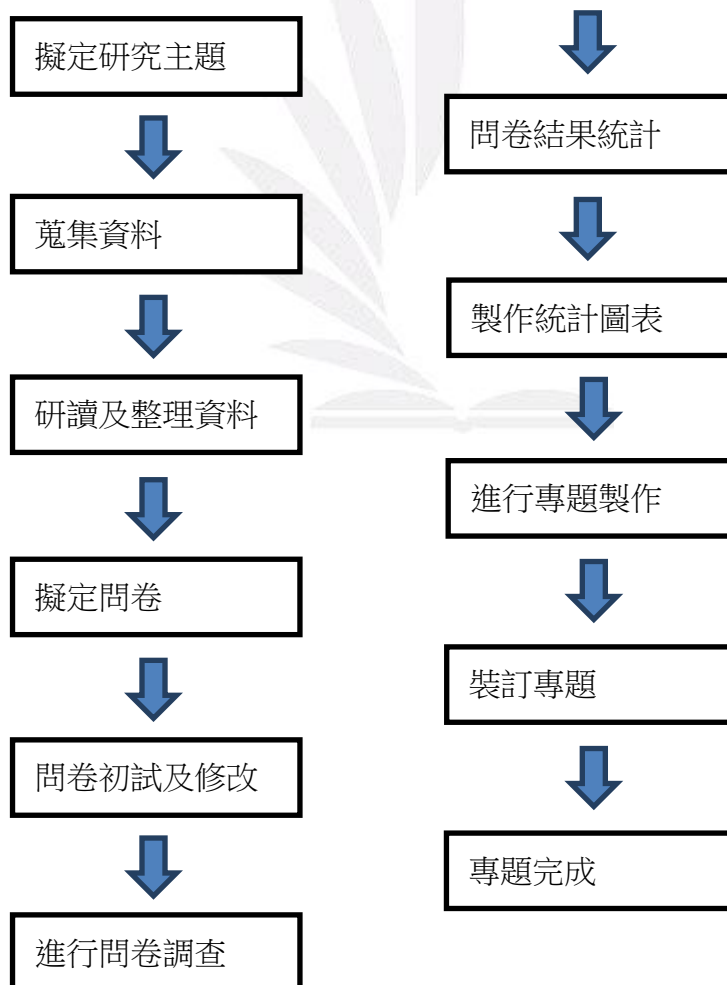 擬定研究主題
蒐集資料
研讀及整理資料
擬定問卷
問卷初試及修改
進行問卷調查
問卷結果統計
製作統計圖表
進行專題製作
裝訂專題
專題完成